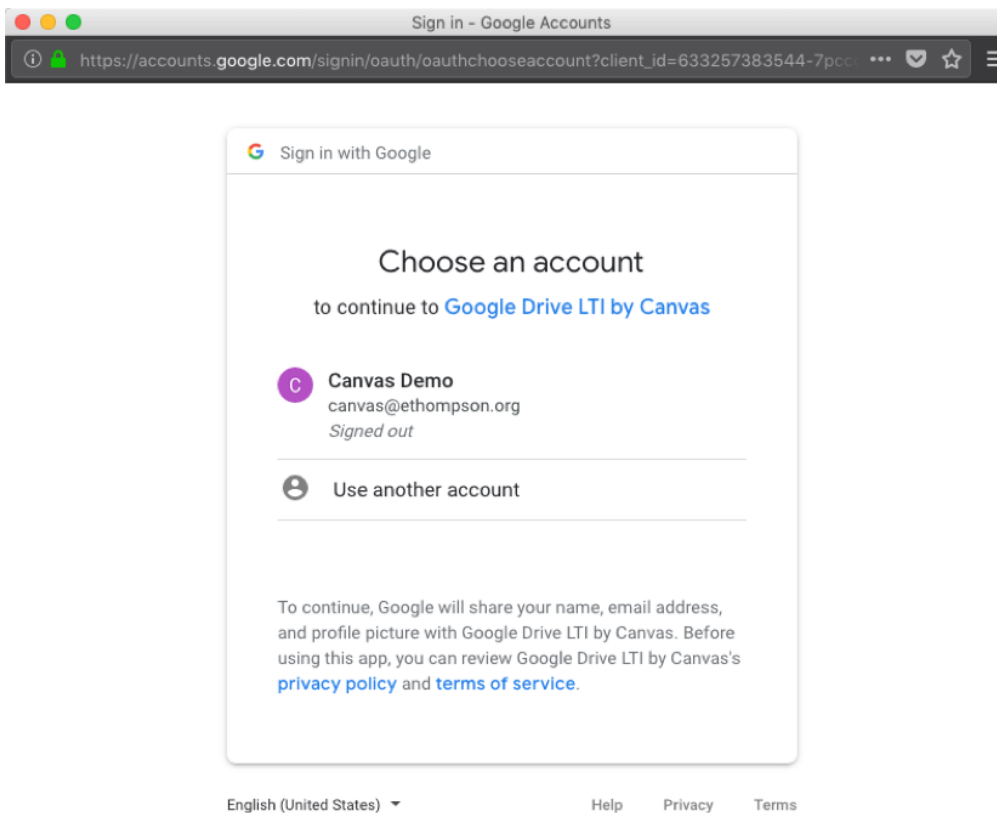 Sign in - Google Accounts
https://accounts.google.com/signin/oauth/oauthchooseaccount?client_id=633257383544-7pcc
Sign in with Google
Choose an account
to continue to Google Drive LTI by Canvas
C
Canvas Demo
canvas@ethompson.org
Signed out
Use another account
To continue, Google will share your name, email address,
and profile picture with Google Drive LTI by Canvas. Before
using this app, you can review Google Drive LTI by Canvas's
privacy policy and terms of service.
English (United States) Help Privacy Terms